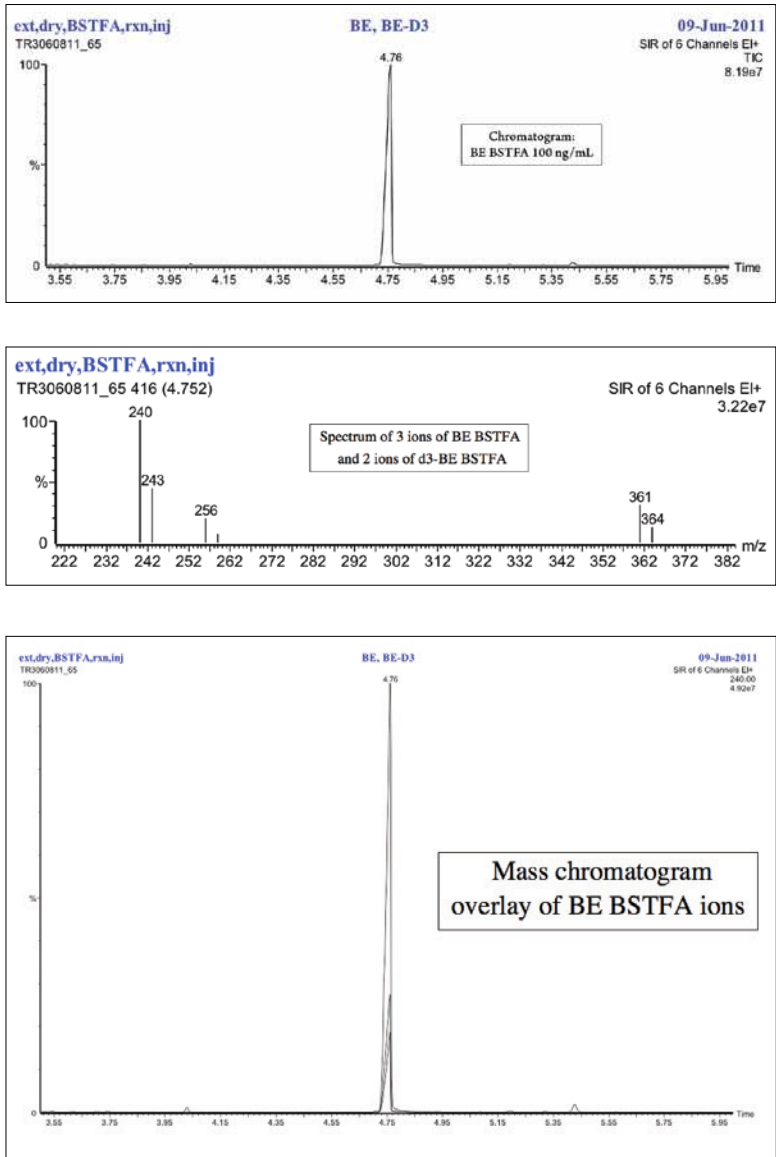 ext,dry,BSTFA,rxn,inj BE, BE-D3 09-Jun-2011
TR3060811_65 SIR of 6 Channels EI+
TIC
8.19e7
100
4.76
Chromatogram:
BE BSTFA 100 ng/mL
%
0
3.55 3.75 3.95 4.15 4.35 4.55 4.75 4.95 5.15 5.35 5.55 5.75 5.95 Time
ext,dry,BSTFA,rxn,inj
TR3060811_65 416 (4.752) SIR of 6 Channels EI+
3.22e7
240
100
Spectrum of 3 ions of BE BSTFA
and 2 ions of d3-BE BSTFA
%
243
256
361
364
0
222 232 242 252 262 272 282 292 302 312 322 332 342 352 362 372 382 m/z
ext,dry,BSTFA,rxn,inj BE, BE-D3 09-Jun-2011
TR3060811_65 SIR of 6 Channels EI+
240.00
4.92e7
100
4.76
Mass chromatogram
overlay of BE BSTFA ions
%
0
3.55 3.75 3.95 4.15 4.35 4.55 4.75 4.95 5.15 5.35 5.55 5.75 5.95 Time